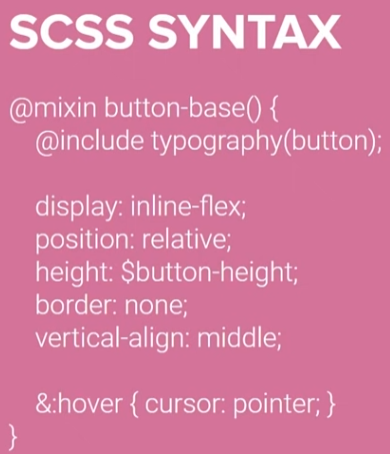 SCSS SYNTAX
@mixin button-base() {
@include typography(button);
display: inline-flex;
position: relative;
height: $button-height;
border: none;
vertical-align: middle;
&:hover { cursor: pointer; }
}